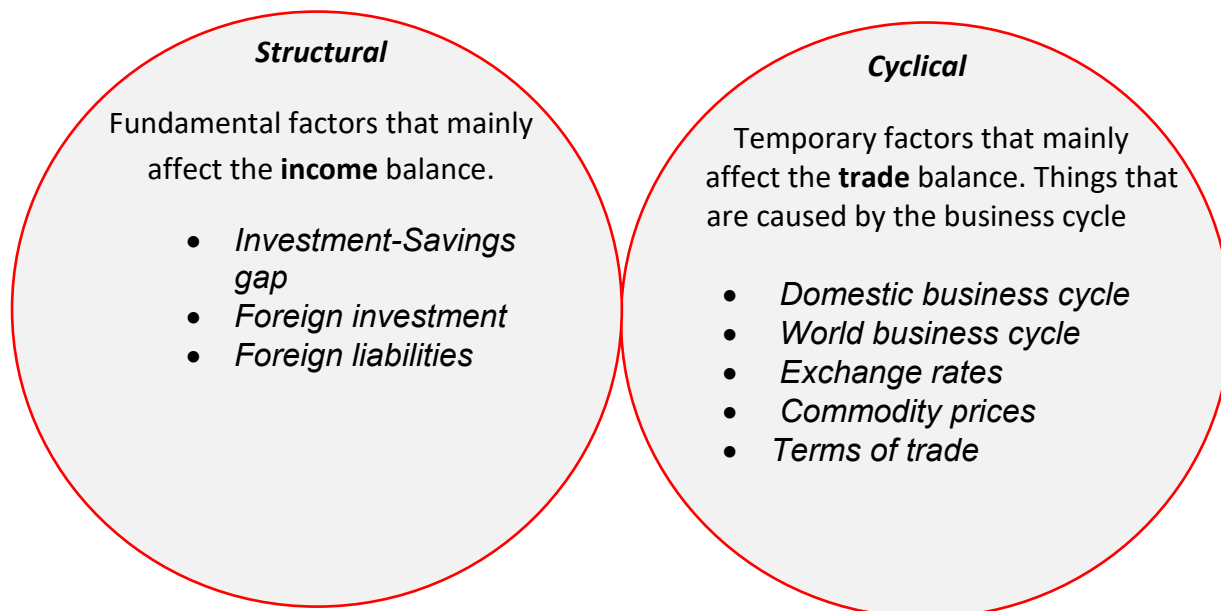 Structural
Fundamental factors that mainly
affect the income balance.
• Investment-Savings
gap
• Foreign investment
• Foreign liabilities
Cyclical
Temporary factors that mainly
affect the trade balance. Things that
are caused by the business cycle
• Domestic business cycle
• World business cycle
• Exchange rates
• Commodity prices
• Terms of trade